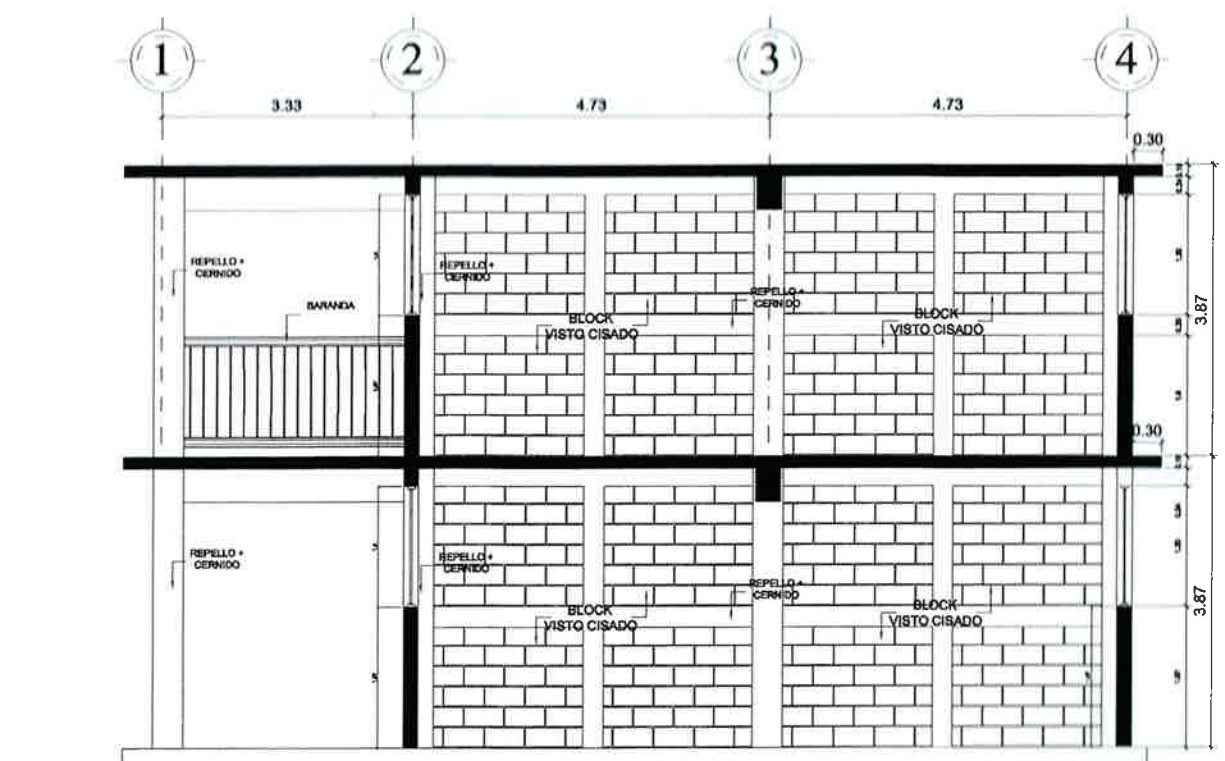 1 2 3 4
3.33 4.73 4.73
0.30
REPELLO +
CERNIDO
REPELLO +
CERNIDO
BARANDA
REPELLO +
CERNIDO
BLOCK
VISTO CISADO
BLOCK
VISTO CISADO
3.87
0.30
REPELLO +
CERNIDO
REPELLO +
CERNIDO
REPELLO +
CERNIDO
BLOCK
VISTO CISADO
BLOCK
VISTO CISADO
3.87